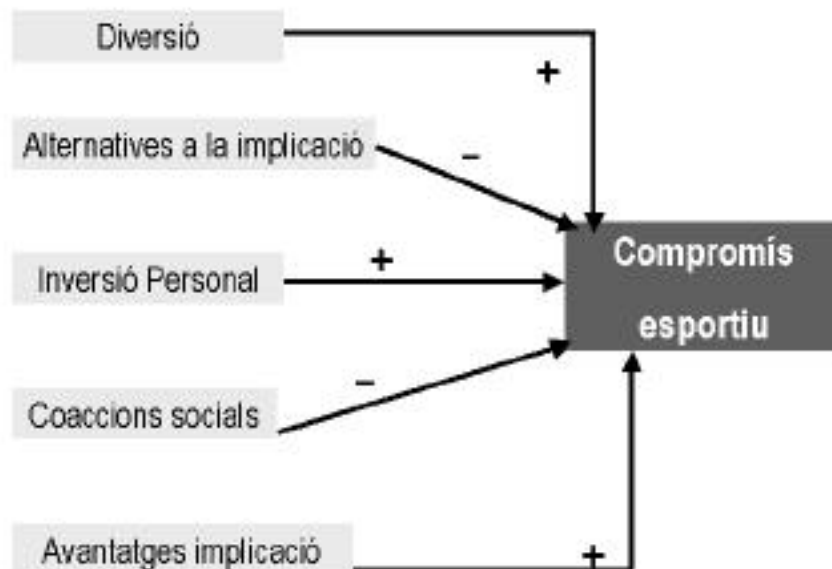 Diversió
+
Alternatives a la implicació
–
Compromís
esportiu
+
Inversió Personal
–
Coaccions socials
Avantatges implicació
+